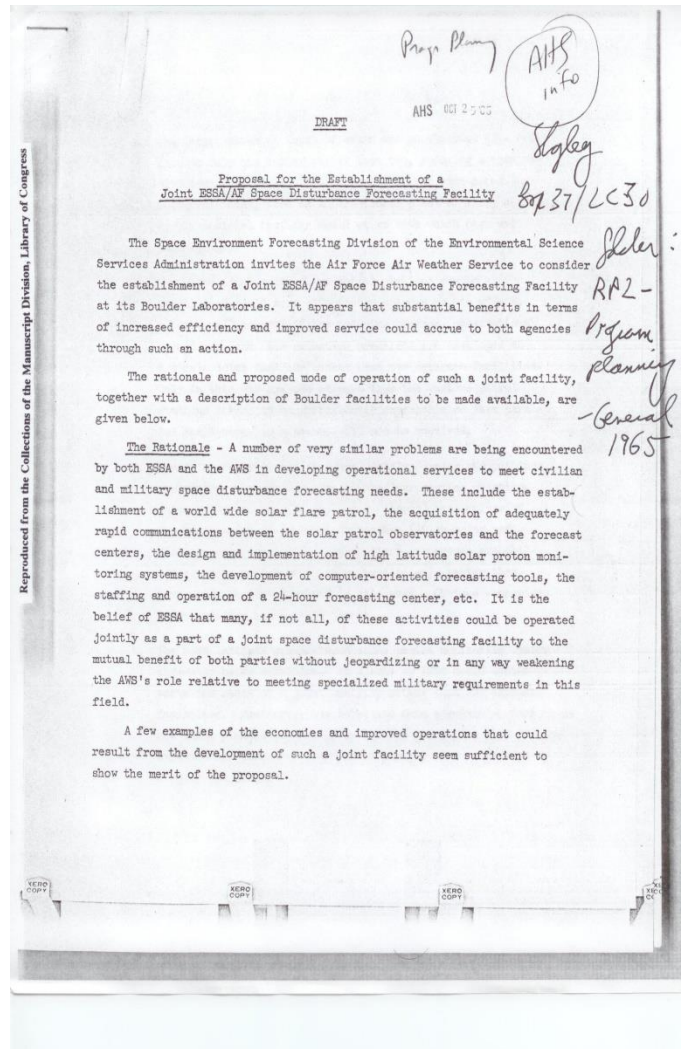 Progr Planning
AHS
info
DRAFT
AHS OCT 25
Box 37/LC30
Proposal for the Establishment of a
Joint ESSA/AF Space Disturbance Forecasting Facility
Reproduced from the Collections of the Manuscript Division, Library of Congress
The Space Environment Forecasting Division of the Environmental Science
Services Administration invites the Air Force Air Weather Service to consider
the establishment of a Joint ESSA/AF Space Disturbance Forecasting Facility
at its Boulder Laboratories. It appears that substantial benefits in terms
of increased efficiency and improved service could accrue to both agencies
through such an action.
Program
planning
-General
1965
The rationale and proposed mode of operation of such a joint facility,
together with a description of Boulder facilities to be made available, are
given below.
The Rationale - A number of very similar problems are being encountered
by both ESSA and the AWS in developing operational services to meet civilian
and military space disturbance forecasting needs. These include the estab-
lishment of a world wide solar flare patrol, the acquisition of adequately
rapid communications between the solar patrol observatories and the forecast
centers, the design and implementation of high latitude solar proton moni-
toring systems, the development of computer-oriented forecasting tools, the
staffing and operation of a 24-hour forecasting center, etc. It is the
belief of ESSA that many, if not all, of these activities could be operated
jointly as a part of a joint space disturbance forecasting facility to the
mutual benefit of both parties without jeopardizing or in any way weakening
the AWS's role relative to meeting specialized military requirements in this
field.
A few examples of the economies and improved operations that could
result from the development of such a joint facility seem sufficient to
show the merit of the proposal.
XERO
COPY
XERO
COPY
XERO
COPY